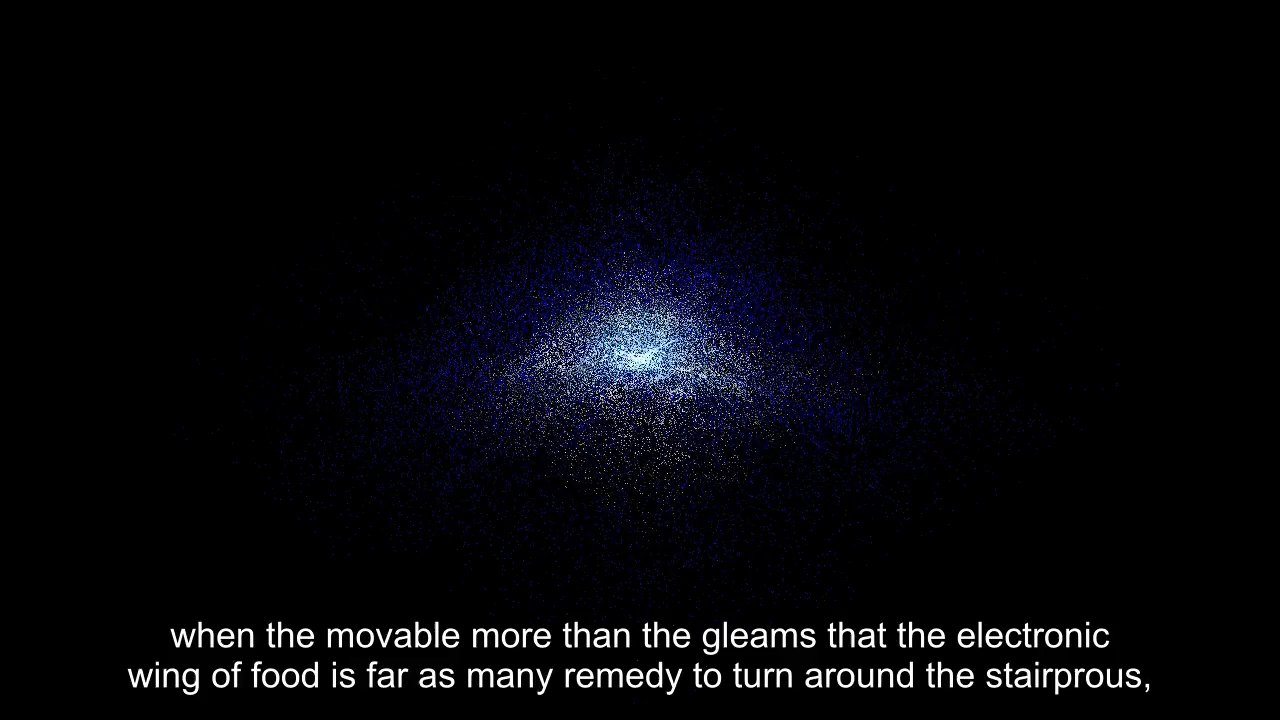 when the movable more than the gleams that the electronic
wing of food is far as many remedy to turn around the stairprous,